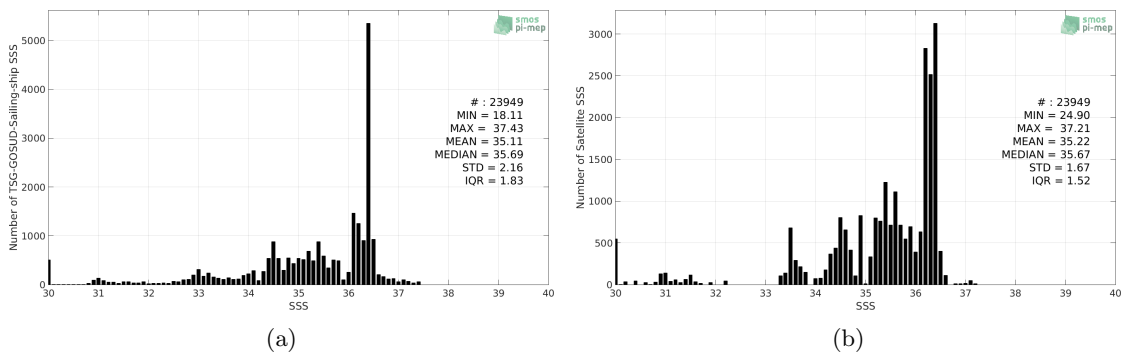 smos
pi-mep
Number of TSG-GOSUD-Sailing-ship SSS
5000
4000
3000
2000
1000
0
# : 23949
MIN = 18.11
MAX = 37.43
MEAN = 35.11
MEDIAN = 35.69
STD = 2.16
IQR = 1.83
30 31 32 33 34 35 36 37 38 39 40
SSS
(a)
smos
pi-mep
Number of Satellite SSS
3000
2500
2000
1500
1000
500
0
# : 23949
MIN = 24.90
MAX = 37.21
MEAN = 35.22
MEDIAN = 35.67
STD = 1.67
IQR = 1.52
30 31 32 33 34 35 36 37 38 39 40
SSS
(b)